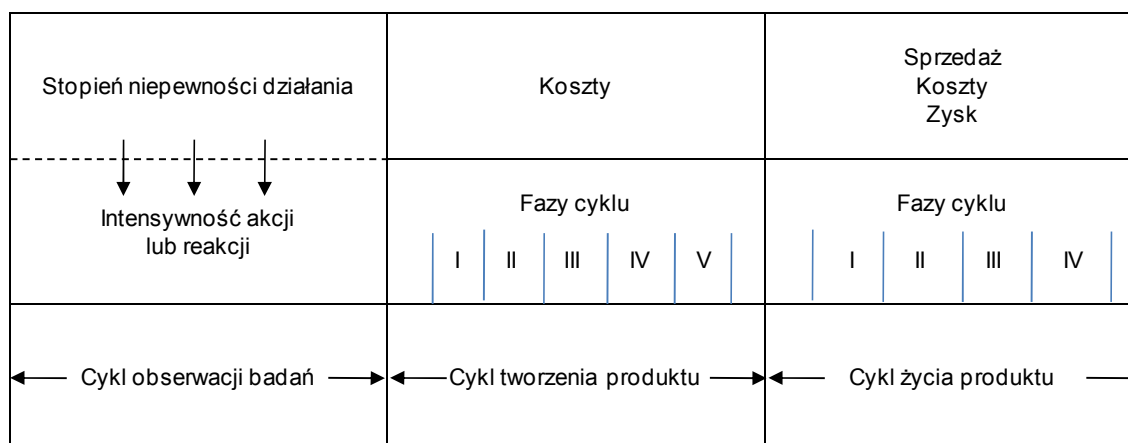 Stopień niepewności działania
Koszty
Sprzedaż
Koszty
Zysk
Intensywność akcji
lub reakcji
Fazy cyklu
I II III IV V
Fazy cyklu
I II III IV
Cykl obserwacji badań
Cykl tworzenia produktu
Cykl życia produktu